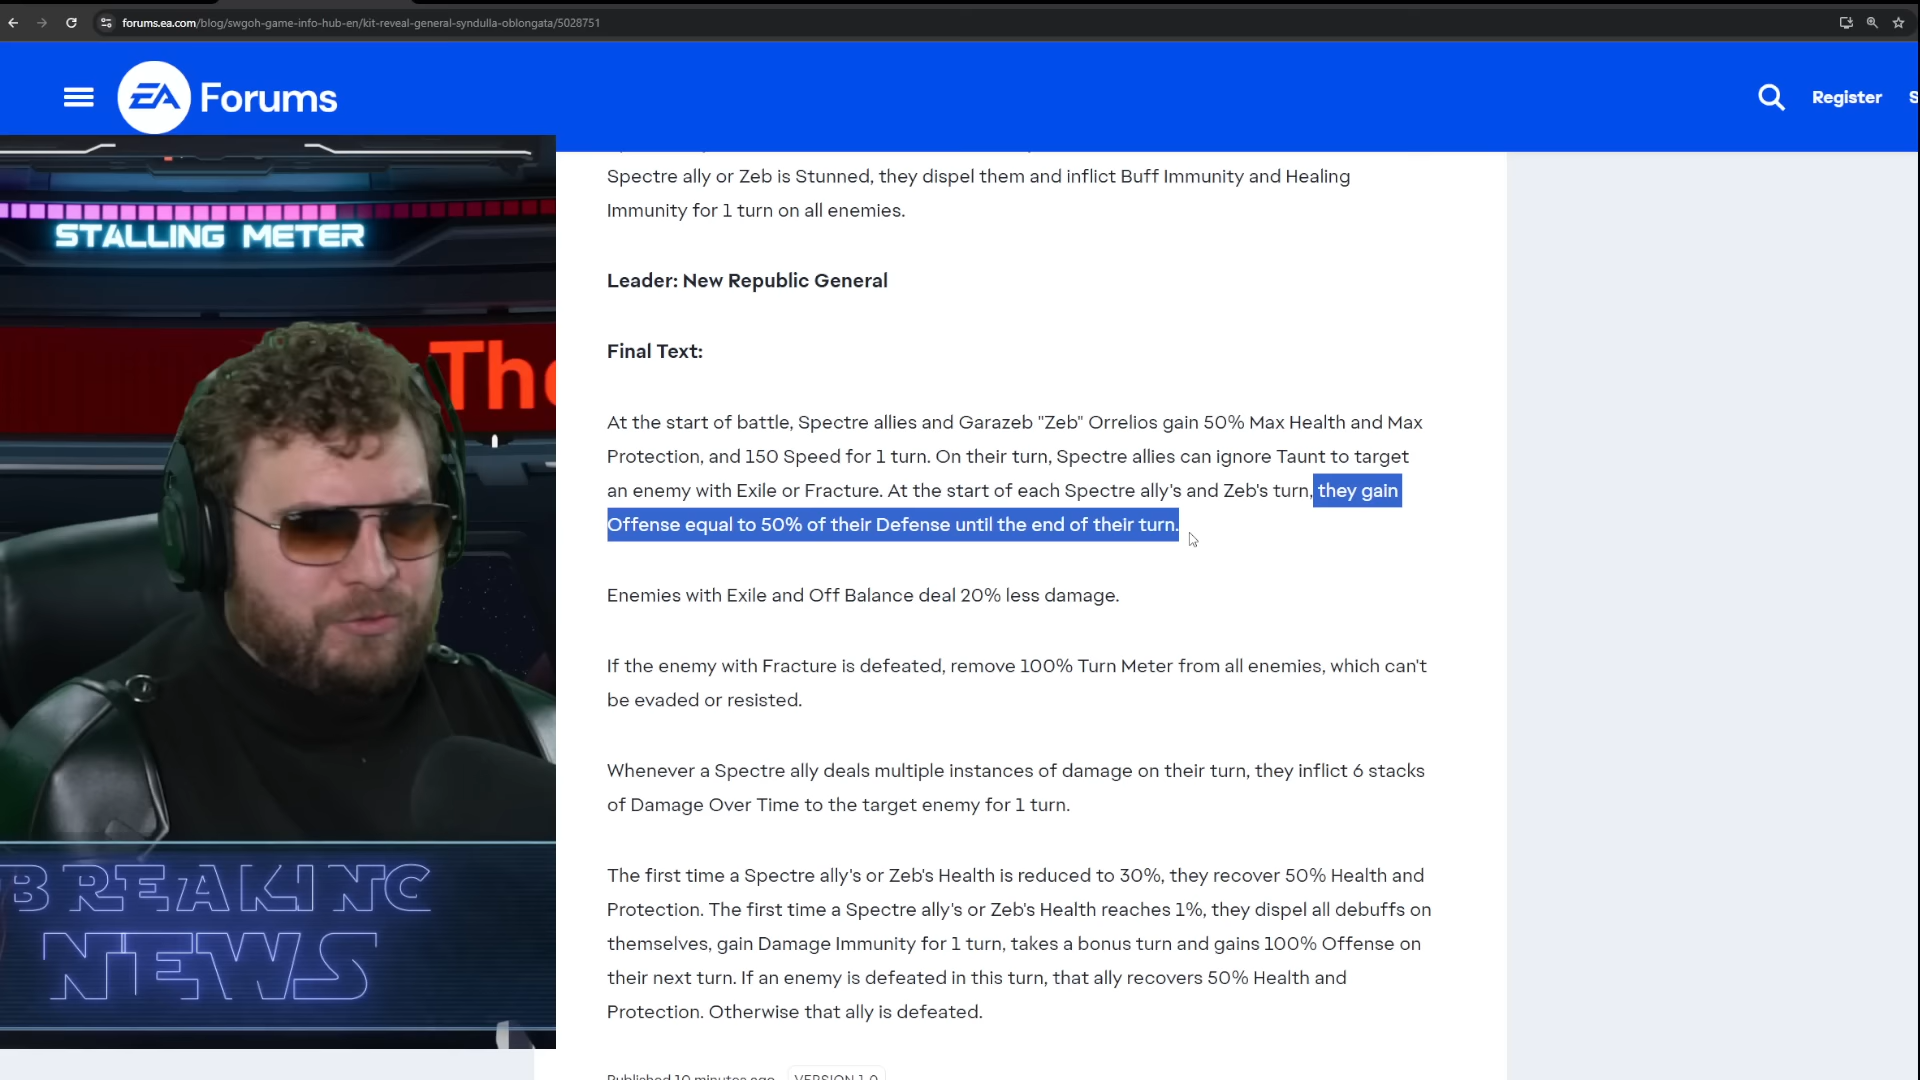 forums.ea.com/blog/swgoh-game-info-hub-en/kit-reveal-general-syndulla-oblongata/5028751
EA Forums
Register
STALLING METER
The
BREAKING
NEWS
Spectre ally or Zeb is Stunned, they dispel them and inflict Buff Immunity and Healing
Immunity for 1 turn on all enemies.
Leader: New Republic General
Final Text:
At the start of battle, Spectre allies and Garazeb "Zeb" Orrelios gain 50% Max Health and Max
Protection, and 150 Speed for 1 turn. On their turn, Spectre allies can ignore Taunt to target
an enemy with Exile or Fracture. At the start of each Spectre ally's and Zeb's turn, they gain
Offense equal to 50% of their Defense until the end of their turn.
Enemies with Exile and Off Balance deal 20% less damage.
If the enemy with Fracture is defeated, remove 100% Turn Meter from all enemies, which can't
be evaded or resisted.
Whenever a Spectre ally deals multiple instances of damage on their turn, they inflict 6 stacks
of Damage Over Time to the target enemy for 1 turn.
The first time a Spectre ally's or Zeb's Health is reduced to 30%, they recover 50% Health and
Protection. The first time a Spectre ally's or Zeb's Health reaches 1%, they dispel all debuffs on
themselves, gain Damage Immunity for 1 turn, takes a bonus turn and gains 100% Offense on
their next turn. If an enemy is defeated in this turn, that ally recovers 50% Health and
Protection. Otherwise that ally is defeated.
Published 10 minutes ago VERSION 1.0